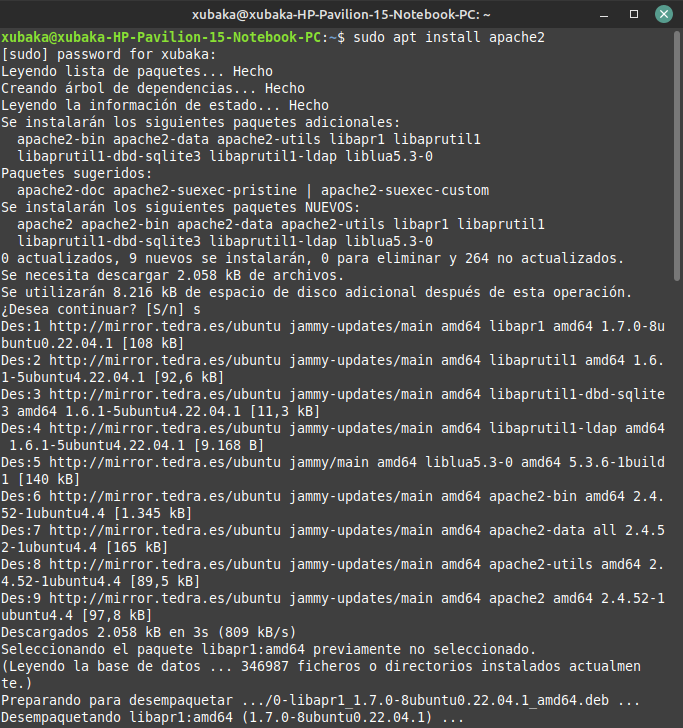 xubaka@xubaka-HP-Pavilion-15-Notebook-PC: ~
xubaka@xubaka-HP-Pavilion-15-Notebook-PC:~$ sudo apt install apache2
[sudo] password for xubaka:
Leyendo lista de paquetes... Hecho
Creando árbol de dependencias... Hecho
Leyendo la información de estado... Hecho
Se instalarán los siguientes paquetes adicionales:
  apache2-bin apache2-data apache2-utils libapr1 libaprutil1
  libaprutil1-dbd-sqlite3 libaprutil1-ldap liblua5.3-0
Paquetes sugeridos:
  apache2-doc apache2-suexec-pristine | apache2-suexec-custom
Se instalarán los siguientes paquetes NUEVOS:
  apache2 apache2-bin apache2-data apache2-utils libapr1 libaprutil1
  libaprutil1-dbd-sqlite3 libaprutil1-ldap liblua5.3-0
0 actualizados, 9 nuevos se instalarán, 0 para eliminar y 264 no actualizados.
Se necesita descargar 2.058 kB de archivos.
Se utilizarán 8.216 kB de espacio de disco adicional después de esta operación.
¿Desea continuar? [S/n] s
Des:1 http://mirror.tedra.es/ubuntu jammy-updates/main amd64 libapr1 amd64 1.7.0-8u
buntu0.22.04.1 [108 kB]
Des:2 http://mirror.tedra.es/ubuntu jammy-updates/main amd64 libaprutil1 amd64 1.6.
1-5ubuntu4.22.04.1 [92,6 kB]
Des:3 http://mirror.tedra.es/ubuntu jammy-updates/main amd64 libaprutil1-dbd-sqlite
3 amd64 1.6.1-5ubuntu4.22.04.1 [11,3 kB]
Des:4 http://mirror.tedra.es/ubuntu jammy-updates/main amd64 libaprutil1-ldap amd64
 1.6.1-5ubuntu4.22.04.1 [9.168 B]
Des:5 http://mirror.tedra.es/ubuntu jammy/main amd64 liblua5.3-0 amd64 5.3.6-1build
1 [140 kB]
Des:6 http://mirror.tedra.es/ubuntu jammy-updates/main amd64 apache2-bin amd64 2.4.
52-1ubuntu4.4 [1.345 kB]
Des:7 http://mirror.tedra.es/ubuntu jammy-updates/main amd64 apache2-data all 2.4.5
2-1ubuntu4.4 [165 kB]
Des:8 http://mirror.tedra.es/ubuntu jammy-updates/main amd64 apache2-utils amd64 2.
4.52-1ubuntu4.4 [89,5 kB]
Des:9 http://mirror.tedra.es/ubuntu jammy-updates/main amd64 apache2 amd64 2.4.52-1
ubuntu4.4 [97,8 kB]
Descargados 2.058 kB en 3s (809 kB/s)
Seleccionando el paquete libapr1:amd64 previamente no seleccionado.
(Leyendo la base de datos ... 346987 ficheros o directorios instalados actualmen
te.)
Preparando para desempaquetar .../0-libapr1_1.7.0-8ubuntu0.22.04.1_amd64.deb ...
Desempaquetando libapr1:amd64 (1.7.0-8ubuntu0.22.04.1) ...